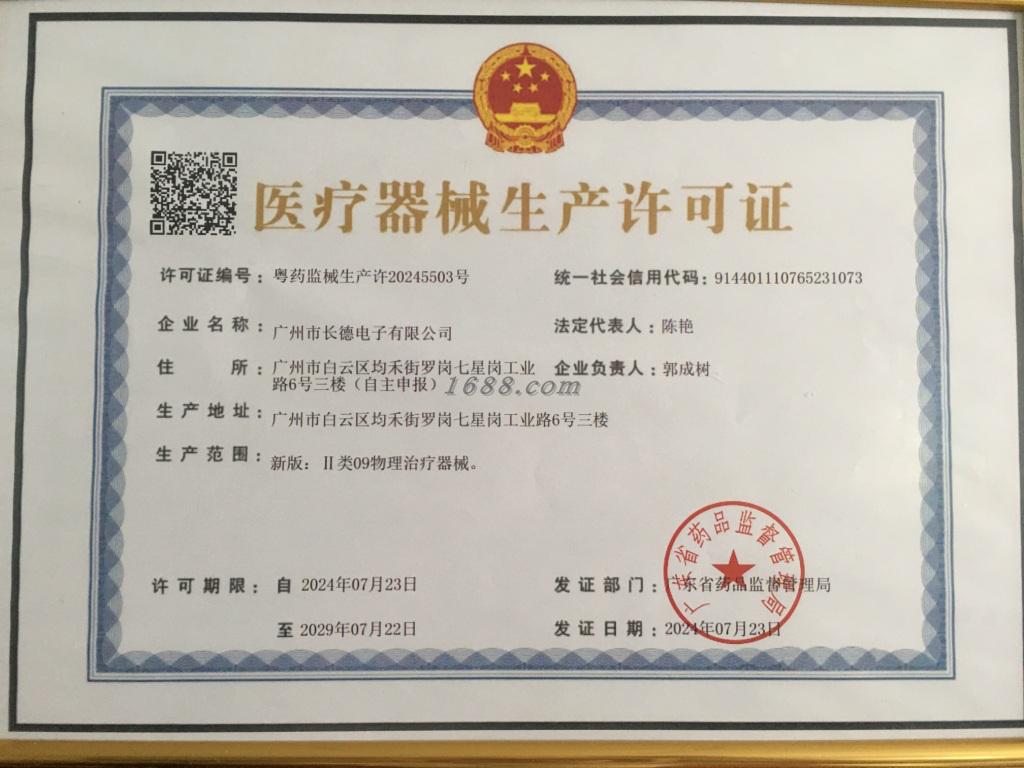 医疗器械生产许可证
许可证编号：粤药监械生产许20245503号
统一社会信用代码：914401110765231073
企业名称：广州市长德电子有限公司
法定代表人：陈艳
住所：广州市白云区均禾街罗岗七星岗工业
路6号三楼（自主申报）
企业负责人：郭成树
1688.com
生产地址：广州市白云区均禾街罗岗七星岗工业路6号三楼
生产范围：新版：Ⅱ类09物理治疗器械。
许可期限：自 2024年07月23日
至 2029年07月22日
发证部门：广东省药品监督管理局
发证日期：2024年07月23日
广东省药品监督管理局